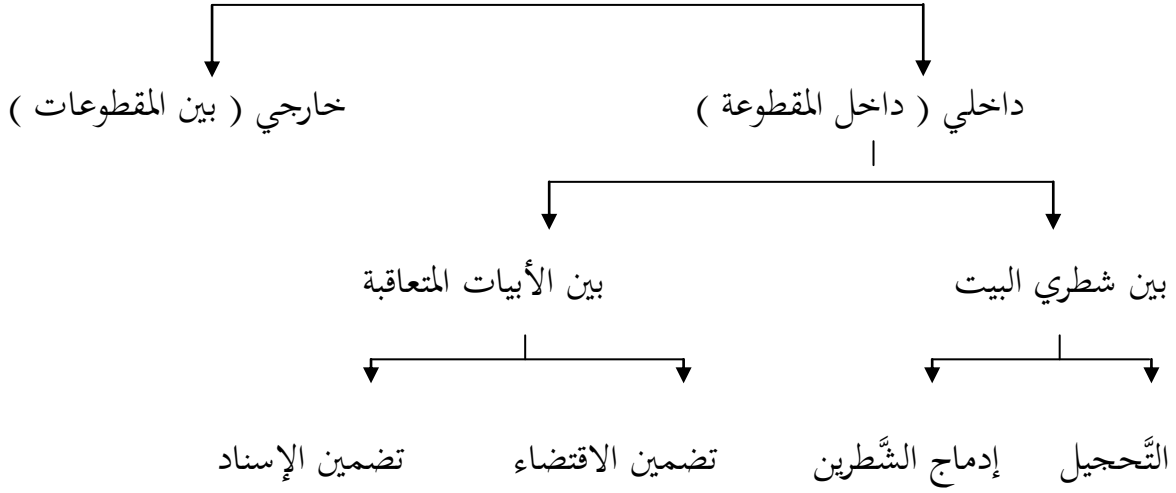 داخلي ( داخل المقطوعة ) خارجي ( بين المقطوعات )
بين شطري البيت بين الأبيات المتعاقبة
التَّحجيل إدماج الشَّطرين تضمين الاقتضاء تضمين الإسناد